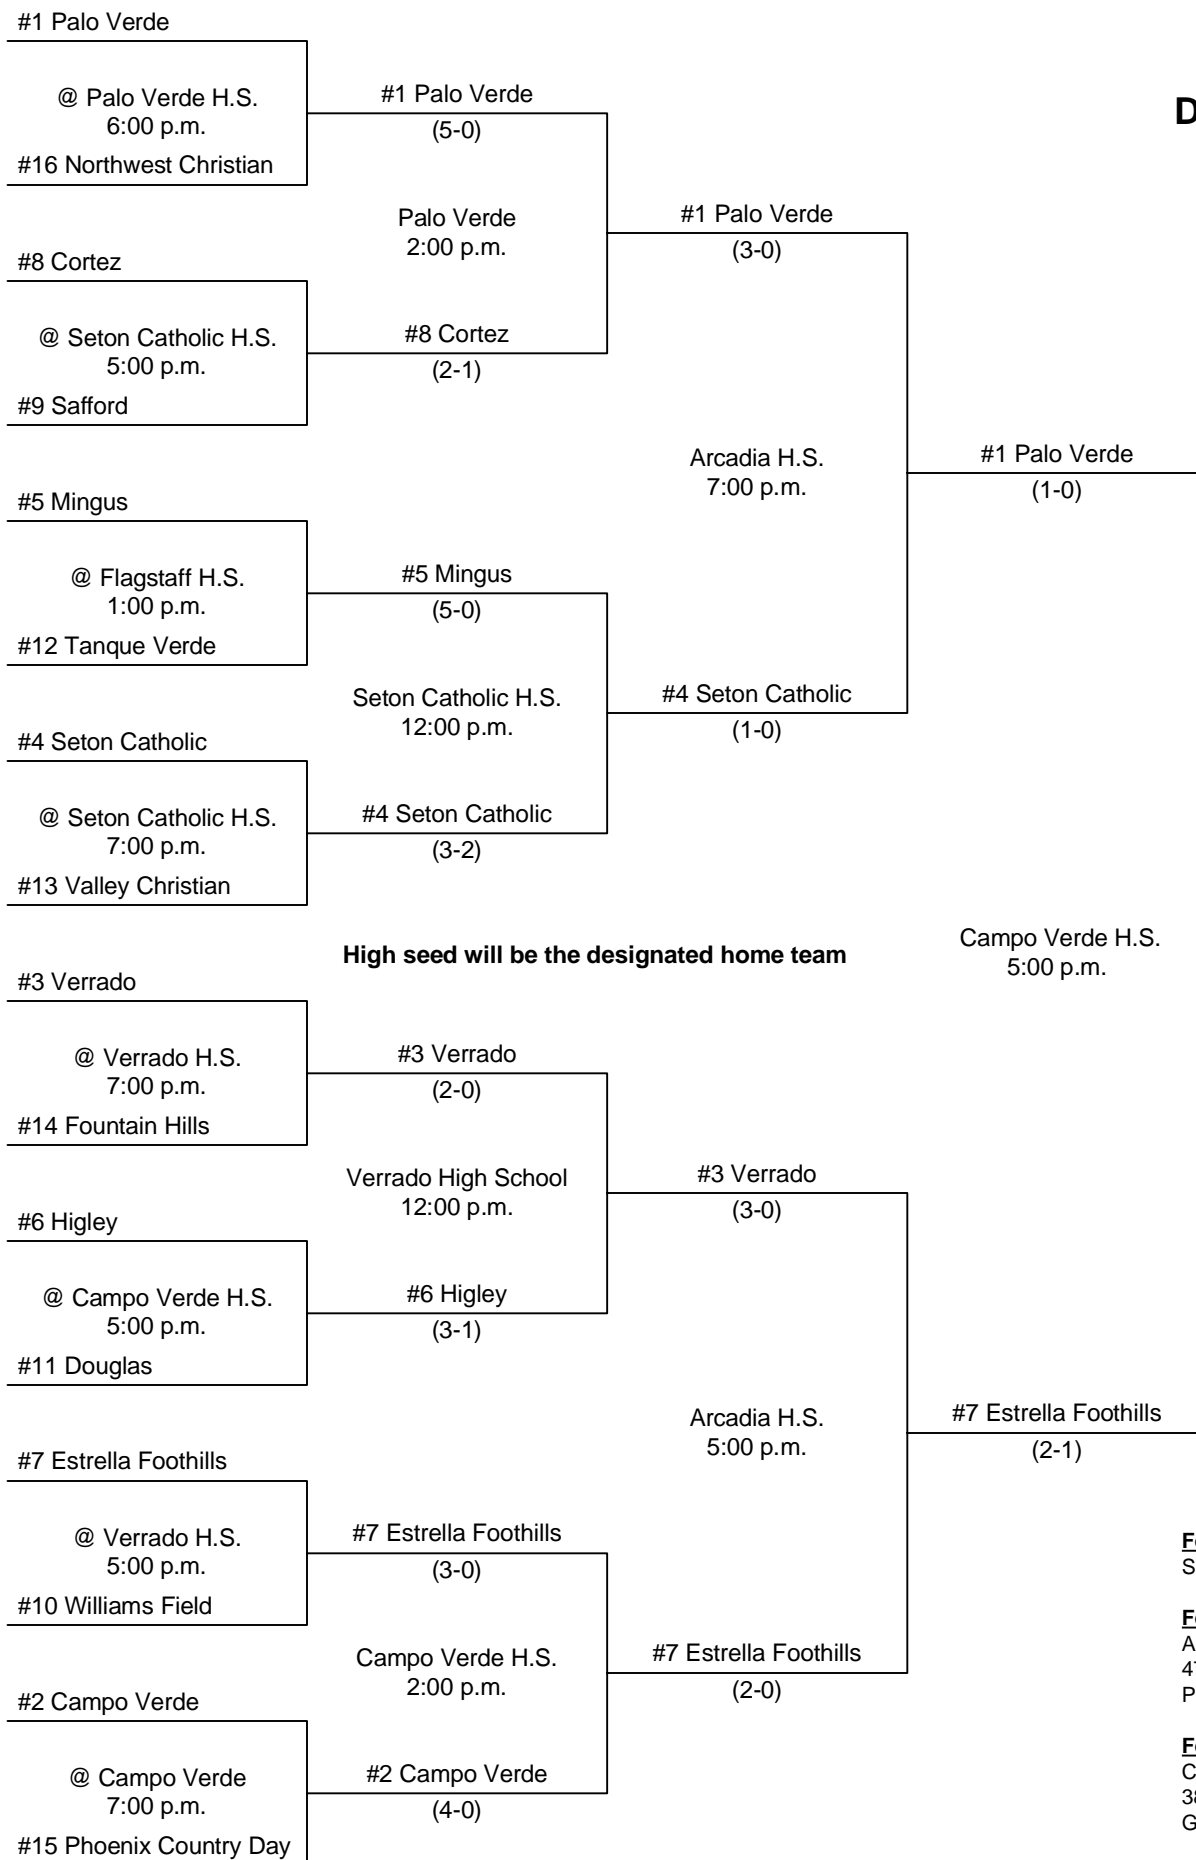 #1 Palo Verde
@ Palo Verde H.S.
6:00 p.m.
#16 Northwest Christian
#1 Palo Verde
(5-0)
Palo Verde
2:00 p.m.
#8 Cortez
@ Seton Catholic H.S.
5:00 p.m.
#9 Safford
#8 Cortez
(2-1)
#1 Palo Verde
(3-0)
#5 Mingus
@ Flagstaff H.S.
1:00 p.m.
#12 Tanque Verde
#5 Mingus
(5-0)
Seton Catholic H.S.
12:00 p.m.
#4 Seton Catholic
@ Seton Catholic H.S.
7:00 p.m.
#13 Valley Christian
#4 Seton Catholic
(3-2)
#4 Seton Catholic
(1-0)
Arcadia H.S.
7:00 p.m.
#1 Palo Verde
(1-0)
High seed will be the designated home team
Campo Verde H.S.
5:00 p.m.
#3 Verrado
@ Verrado H.S.
7:00 p.m.
#14 Fountain Hills
#3 Verrado
(2-0)
Verrado High School
12:00 p.m.
#6 Higley
@ Campo Verde H.S.
5:00 p.m.
#11 Douglas
#6 Higley
(3-1)
#3 Verrado
(3-0)
Arcadia H.S.
5:00 p.m.
#7 Estrella Foothills
(2-1)
#7 Estrella Foothills
@ Verrado H.S.
5:00 p.m.
#10 Williams Field
#7 Estrella Foothills
(3-0)
Campo Verde H.S.
2:00 p.m.
#2 Campo Verde
@ Campo Verde
7:00 p.m.
#15 Phoenix Country Day
#2 Campo Verde
(4-0)
#7 Estrella Foothills
(2-0)